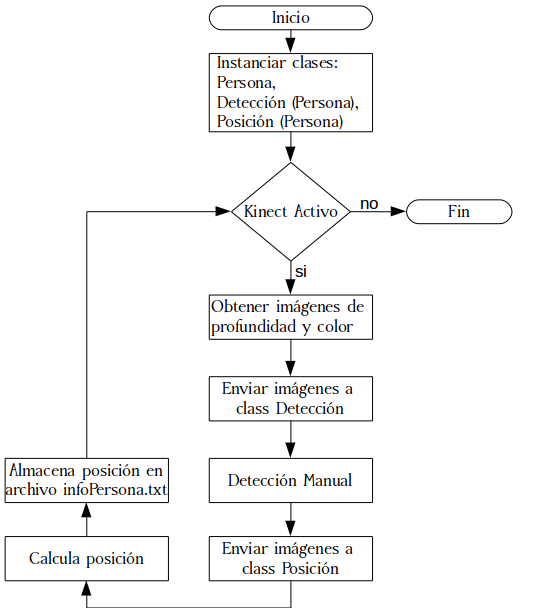 Inicio
Instanciar clases:
Persona,
Detección (Persona),
Posición (Persona)
Kinect Activo
no
Fin
si
Obtener imágenes de
profundidad y color
Enviar imágenes a
class Detección
Detección Manual
Enviar imágenes a
class Posición
Calcula posición
Almacena posición en
archivo infoPersona.txt